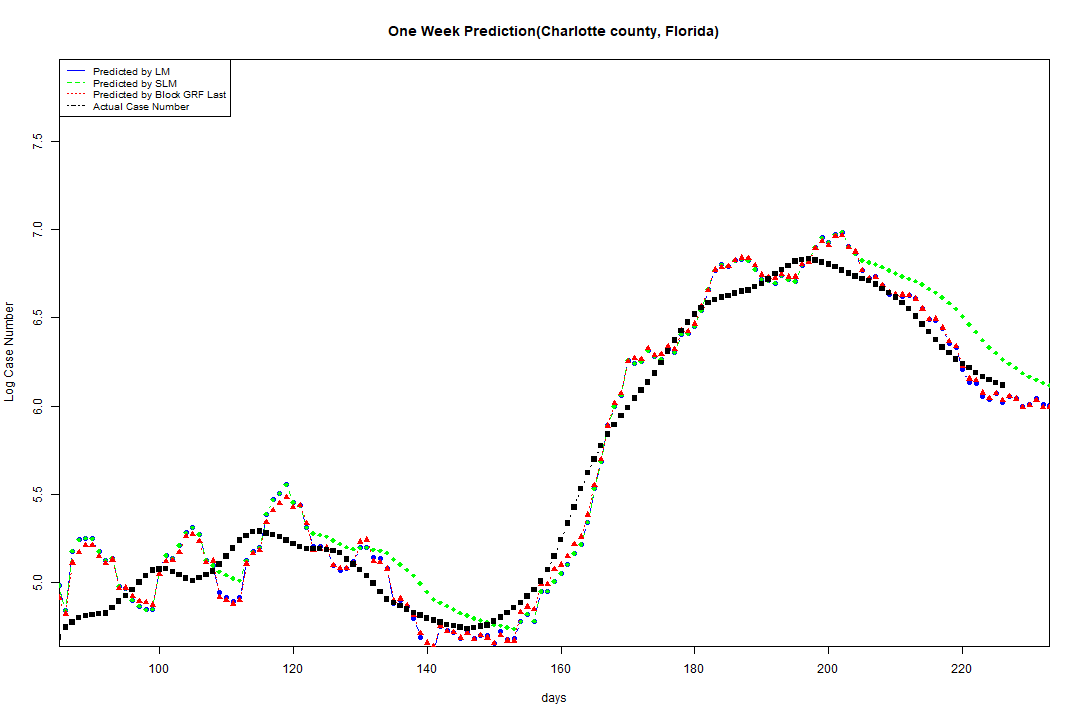 One Week Prediction(Charlotte county, Florida)
Predicted by LM
Predicted by SLM
Predicted by Block GRF Last
Actual Case Number
Log Case Number
7.5
7.0
6.5
6.0
5.5
5.0
100 120 140 160 180 200 220
days